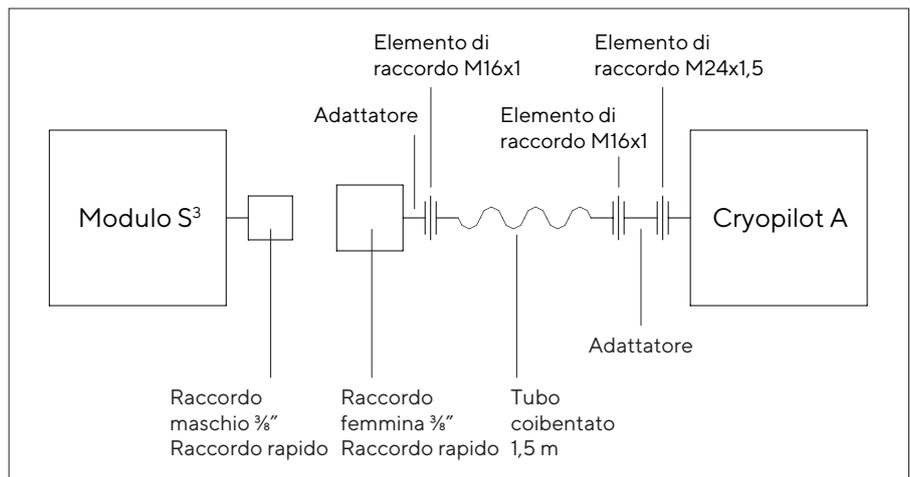 Elemento di
raccordo M16x1
Elemento di
raccordo M24x1,5
Adattatore
Elemento di
raccordo M16x1
Modulo S³
Cryopilot A
Adattatore
Raccordo
maschio ⅜”
Raccordo rapido
Raccordo
femmina ⅜”
Raccordo rapido
Tubo
coibentato
1,5 m